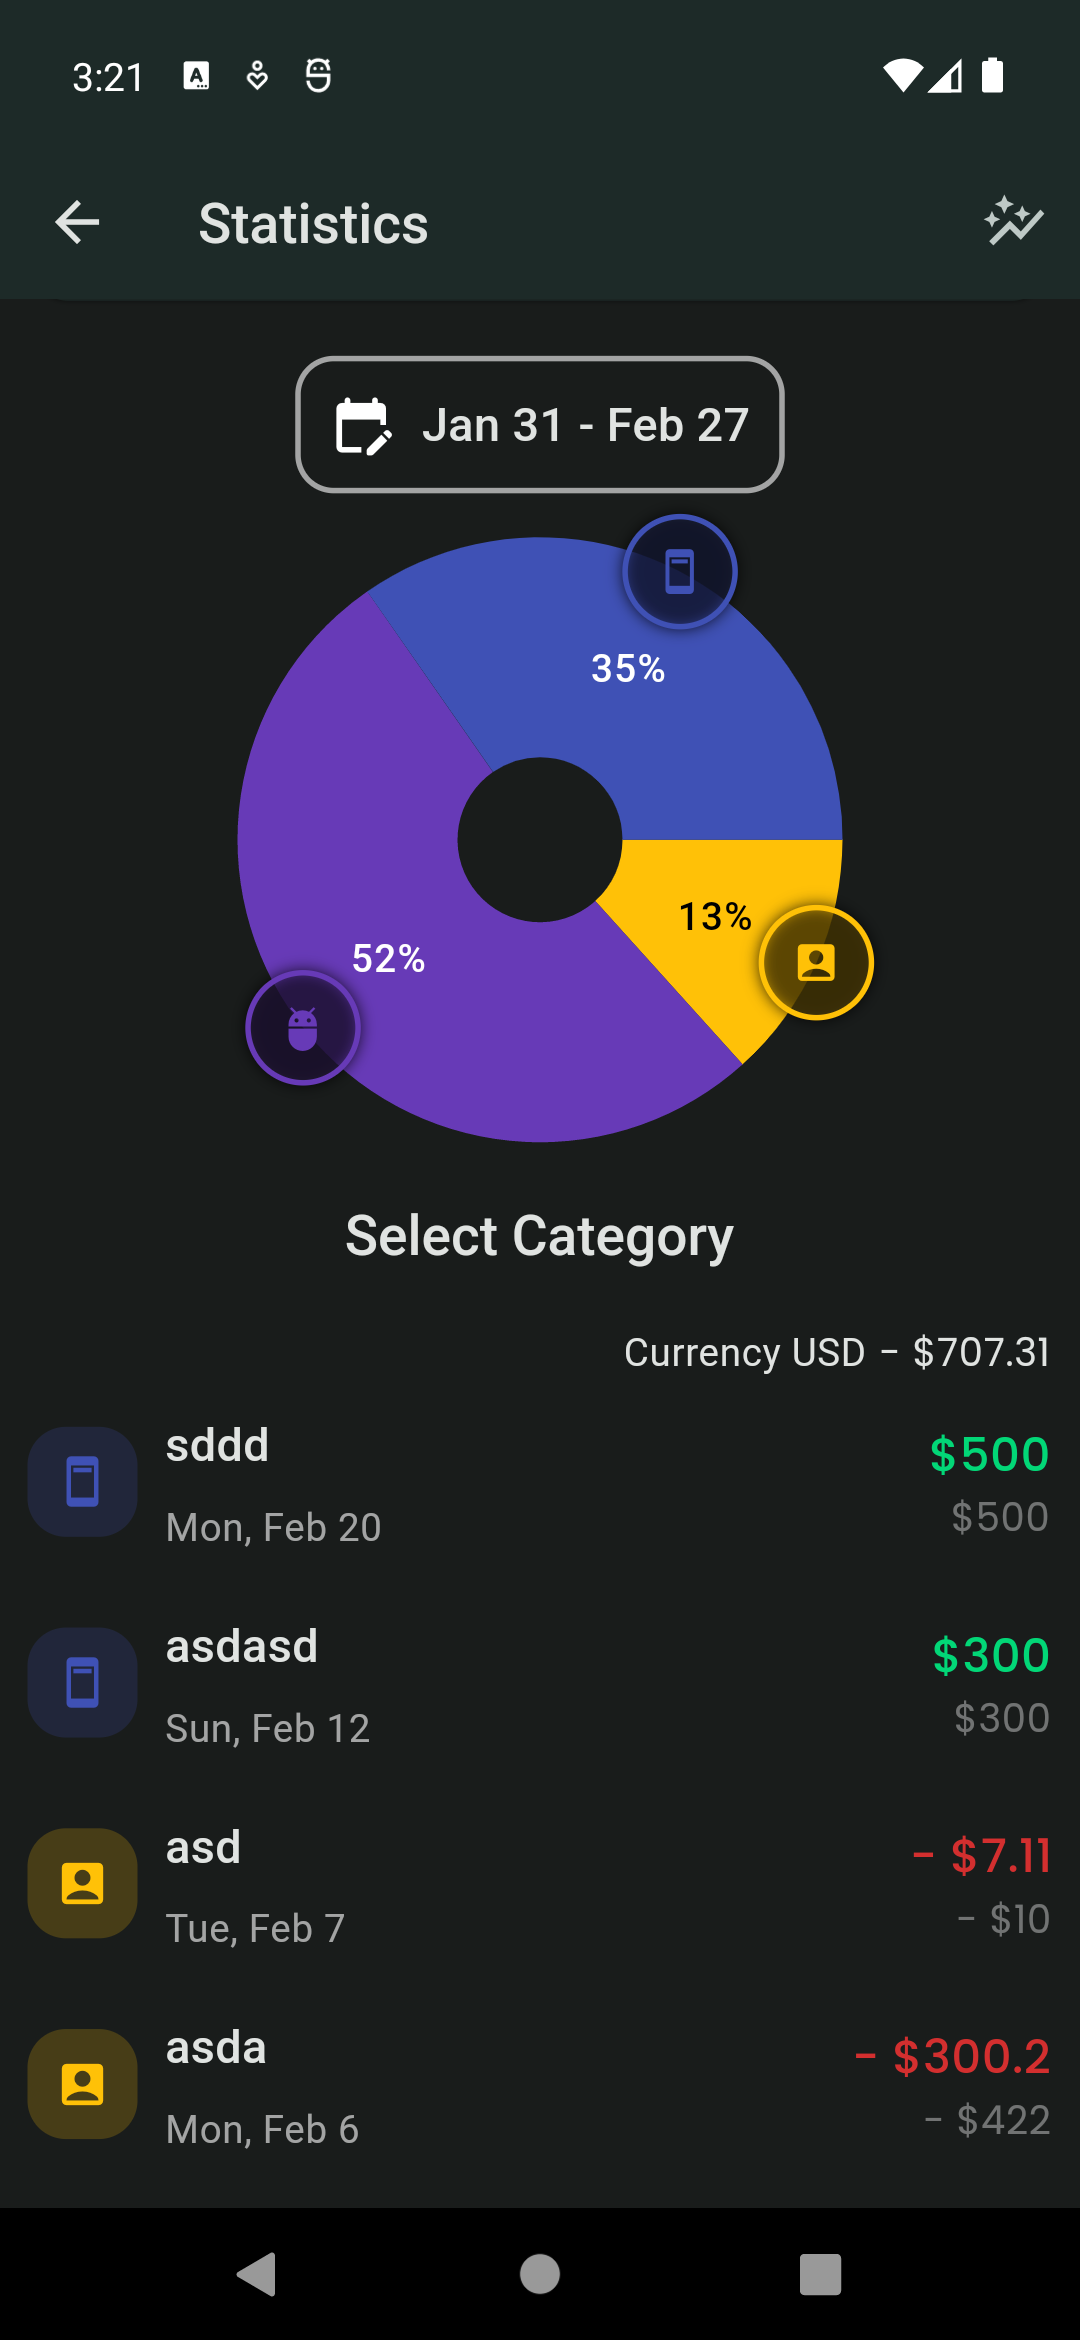 3:21
Statistics
Jan 31 - Feb 27
35%
13%
52%
Select Category
Currency USD - $707.31
sddd
$500
Mon, Feb 20
$500
asdasd
$300
Sun, Feb 12
$300
asd
- $7.11
Tue, Feb 7
- $10
asda
- $300.2
Mon, Feb 6
- $422